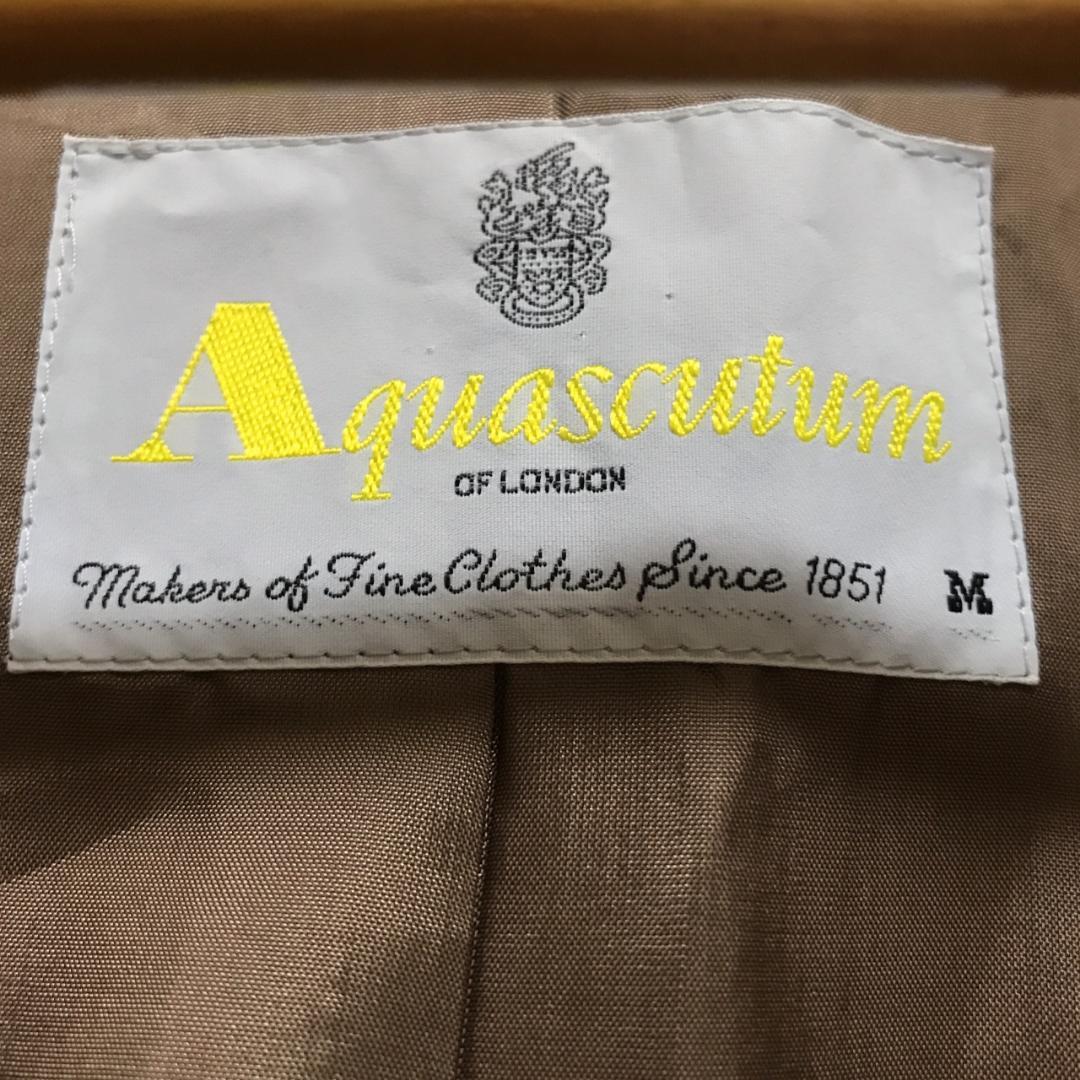 Aquascutum
OF LONDON
Makers of Fine Clothes Since 1851 M